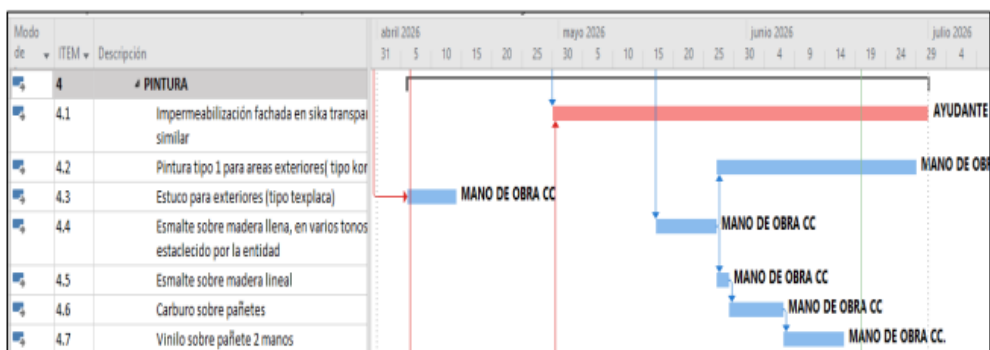 Modo de ITEM Descripción
abril 2026 mayo 2026 junio 2026 julio 2026
31 5 10 15 20 25 30 5 10 15 20 25 30 4 9 14 19 24 29 4
4 PINTURA
4.1 Impermeabilización fachada en sika transpa
similar
AYUDANTE
4.2 Pintura tipo 1 para areas exteriores( tipo kor
MANO DE OBR
4.3 Estuco para exteriores (tipo texplaca)
MANO DE OBRA CC
4.4 Esmalte sobre madera llena, en varios tonos
estaclecido por la entidad
MANO DE OBRA CC
4.5 Esmalte sobre madera lineal
MANO DE OBRA CC
4.6 Carburo sobre pañetes
MANO DE OBRA CC
4.7 Vinilo sobre pañete 2 manos
MANO DE OBRA CC.